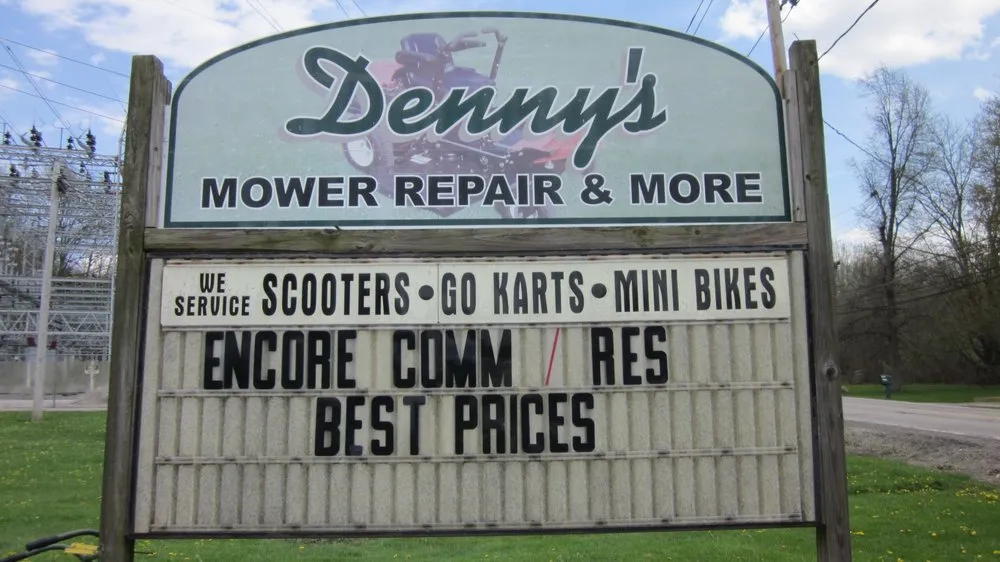 Denny's
MOWER REPAIR & MORE
WE SERVICE SCOOTERS • GO KARTS • MINI BIKES
ENCORE COMM / RES
BEST PRICES